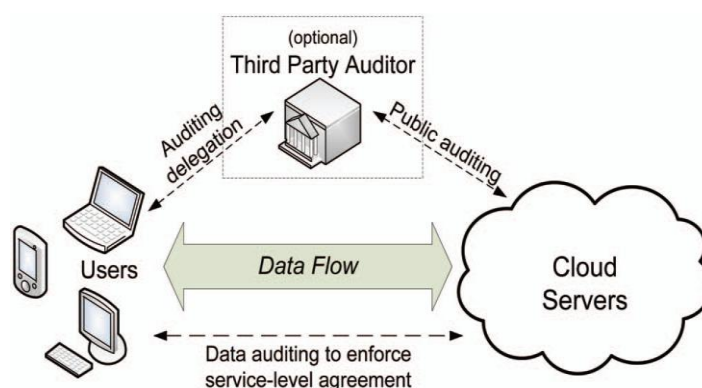 (optional)
Third Party Auditor
Auditing
delegation
Public auditing
Users
Data Flow
Cloud
Servers
Data auditing to enforce
service-level agreement